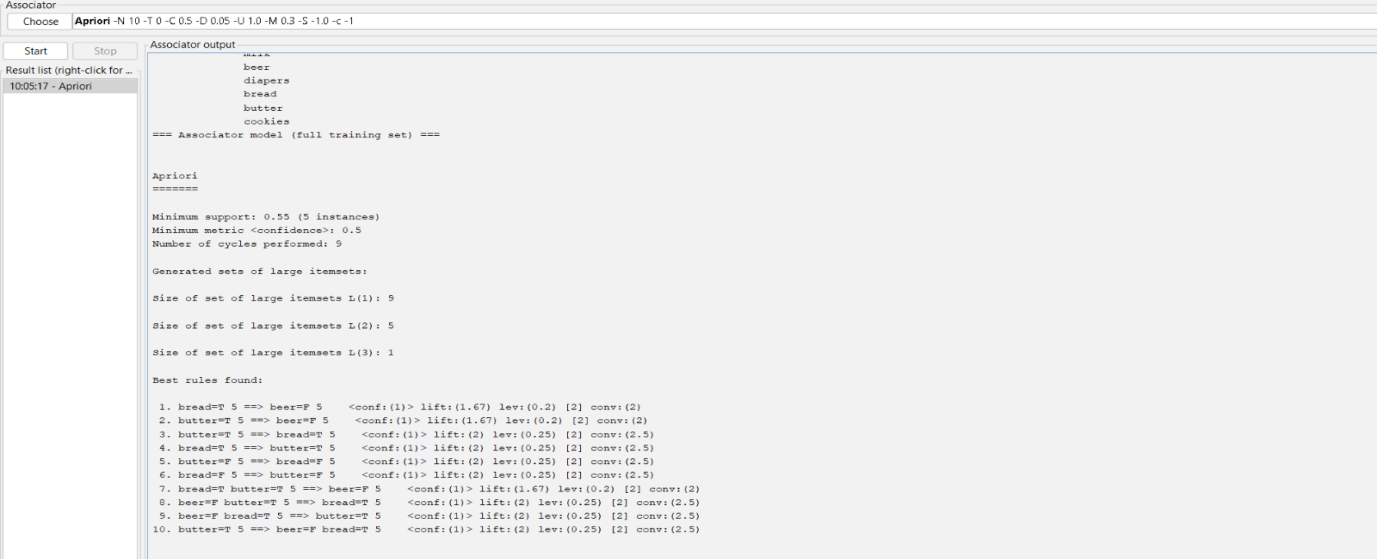 Associator
Choose Apriori -N 10 -T 0 -C 0.5 -D 0.05 -U 1.0 -M 0.3 -S -1.0 -c -1
Start Stop
Result list (right-click for ...
10:05:17 - Apriori
Associator output
milk
beer
diapers
bread
butter
cookies
=== Associator model (full training set) ===
Apriori
=======
Minimum support: 0.55 (5 instances)
Minimum metric <confidence>: 0.5
Number of cycles performed: 9
Generated sets of large itemsets:
Size of set of large itemsets L(1): 9
Size of set of large itemsets L(2): 5
Size of set of large itemsets L(3): 1
Best rules found:
1. bread=T 5 ==> beer=F 5 <conf:(1)> lift:(1.67) lev:(0.2) [2] conv:(2)
2. butter=T 5 ==> beer=F 5 <conf:(1)> lift:(1.67) lev:(0.2) [2] conv:(2)
3. butter=T 5 ==> bread=T 5 <conf:(1)> lift:(2) lev:(0.25) [2] conv:(2.5)
4. bread=T 5 ==> butter=T 5 <conf:(1)> lift:(2) lev:(0.25) [2] conv:(2.5)
5. butter=F 5 ==> bread=F 5 <conf:(1)> lift:(2) lev:(0.25) [2] conv:(2.5)
6. bread=F 5 ==> butter=F 5 <conf:(1)> lift:(2) lev:(0.25) [2] conv:(2.5)
7. bread=T butter=T 5 ==> beer=F 5 <conf:(1)> lift:(1.67) lev:(0.2) [2] conv:(2)
8. beer=F butter=T 5 ==> bread=T 5 <conf:(1)> lift:(2) lev:(0.25) [2] conv:(2.5)
9. beer=F bread=T 5 ==> butter=T 5 <conf:(1)> lift:(2) lev:(0.25) [2] conv:(2.5)
10. butter=T 5 ==> beer=F bread=T 5 <conf:(1)> lift:(2) lev:(0.25) [2] conv:(2.5)